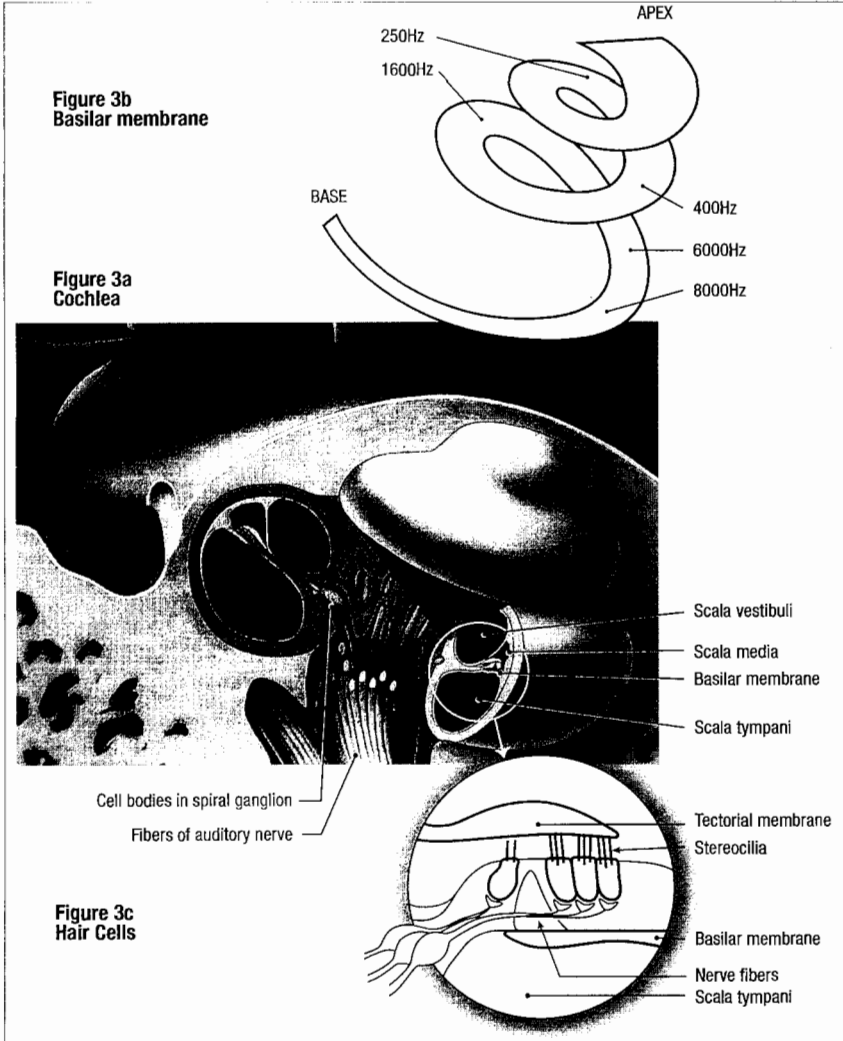 APEX
250Hz
1600Hz
Figure 3b
Basilar membrane
BASE
400Hz
6000Hz
8000Hz
Figure 3a
Cochlea
Scala vestibuli
Scala media
Basilar membrane
Scala tympani
Cell bodies in spiral ganglion
Fibers of auditory nerve
Tectorial membrane
Stereocilia
Figure 3c
Hair Cells
Basilar membrane
Nerve fibers
Scala tympani